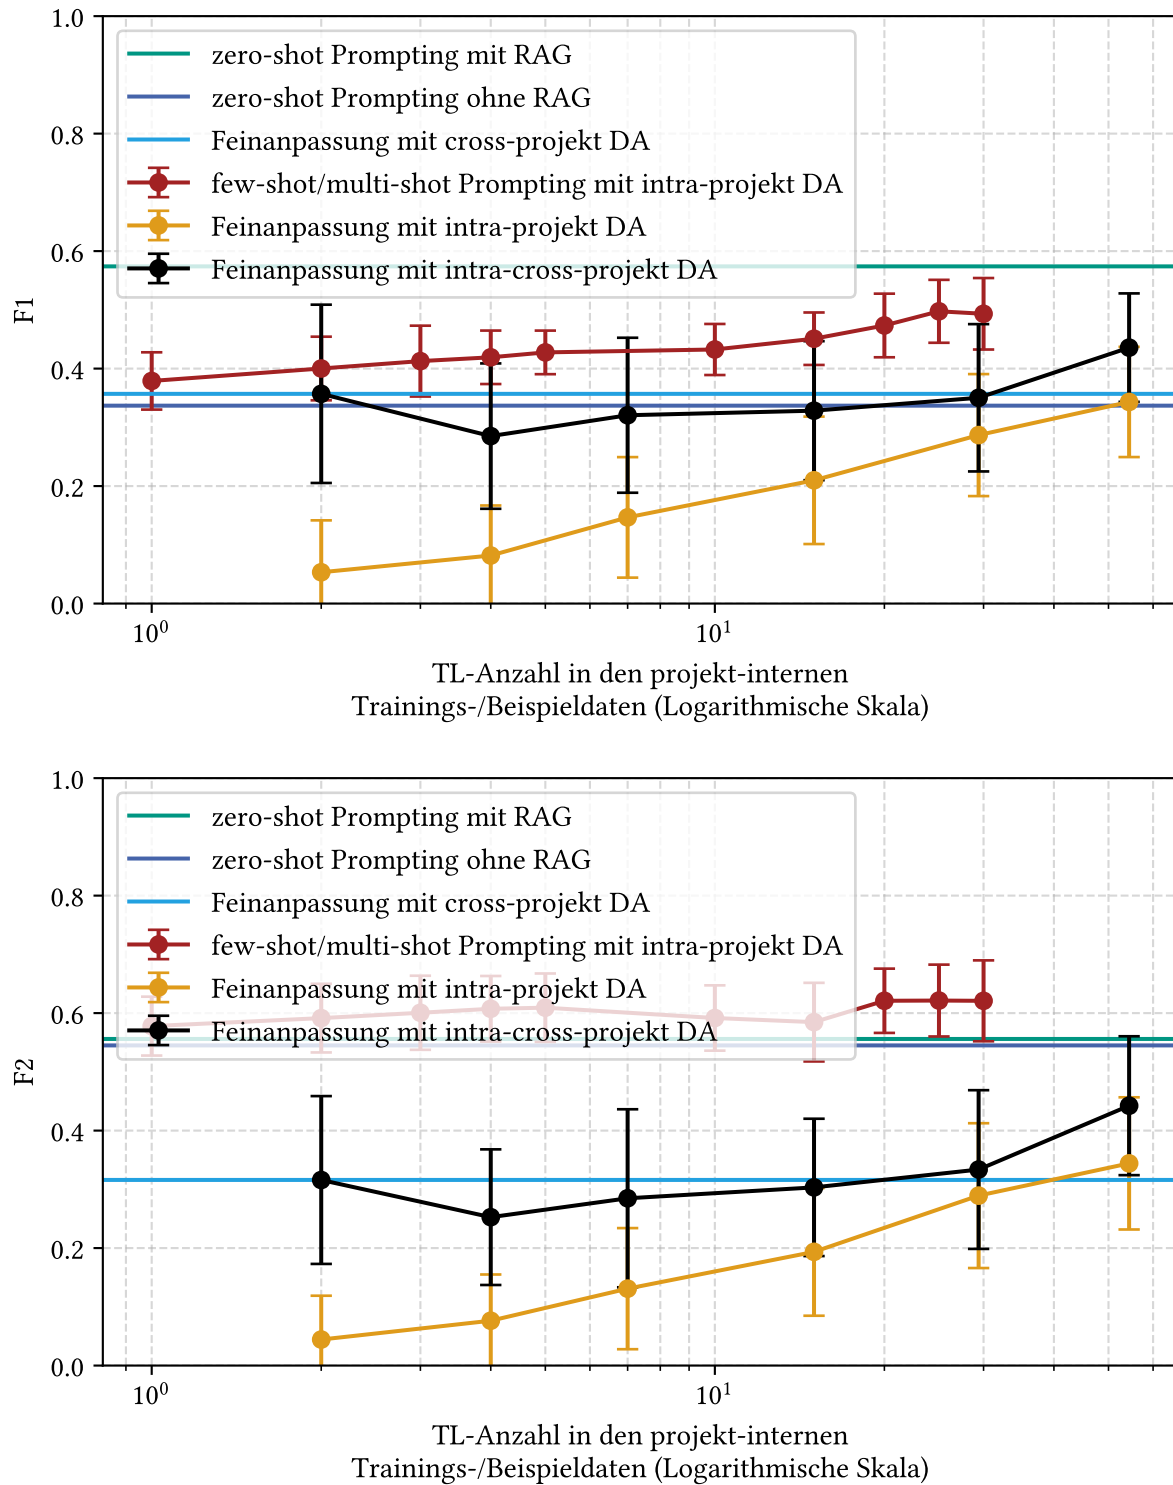 1.0
zero-shot Prompting mit RAG
zero-shot Prompting ohne RAG
0.8
Feinanpassung mit cross-projekt DA
few-shot/multi-shot Prompting mit intra-projekt DA
Feinanpassung mit intra-projekt DA
0.6
Feinanpassung mit intra-cross-projekt DA
F1
0.4
0.2
0.0
10⁰
10¹
TL-Anzahl in den projekt-internen
Trainings-/Beispieldaten (Logarithmische Skala)
1.0
zero-shot Prompting mit RAG
zero-shot Prompting ohne RAG
0.8
Feinanpassung mit cross-projekt DA
few-shot/multi-shot Prompting mit intra-projekt DA
Feinanpassung mit intra-projekt DA
0.6
Feinanpassung mit intra-cross-projekt DA
F2
0.4
0.2
0.0
10⁰
10¹
TL-Anzahl in den projekt-internen
Trainings-/Beispieldaten (Logarithmische Skala)